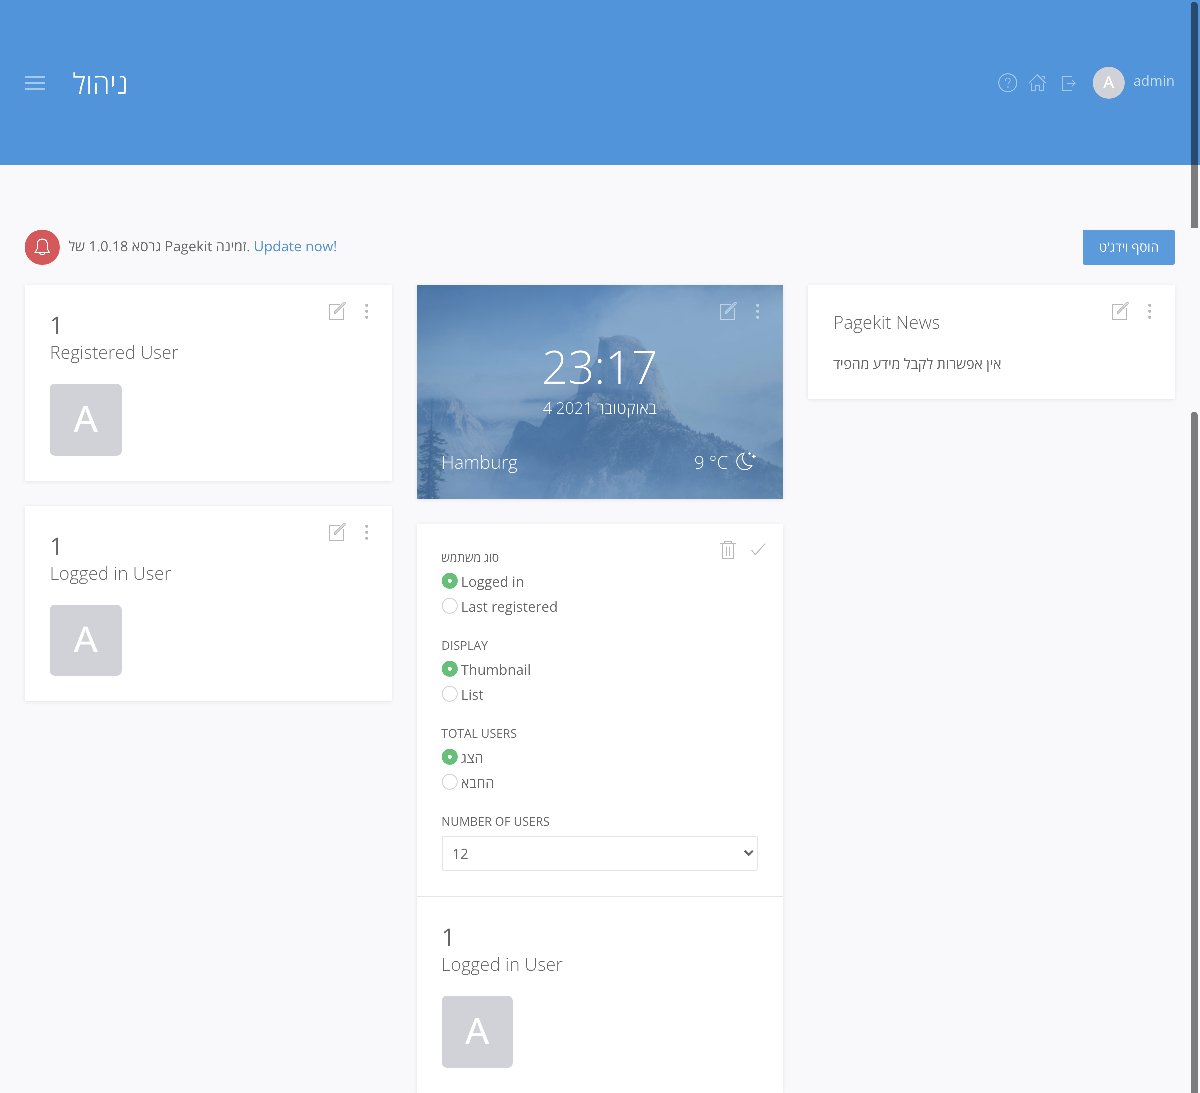 ניהול
A admin
גרסא 1.0.18 של Pagekit זמינה. Update now!
הוסף וידג'ט
1
Registered User
A
1
Logged in User
A
23:17
4 באוקטובר 2021
Hamburg
9 °C
סוג משתמש
Logged in
Last registered
DISPLAY
Thumbnail
List
TOTAL USERS
הצג
החבא
NUMBER OF USERS
12
1
Logged in User
A
Pagekit News
אין אפשרות לקבל מידע מהפיד